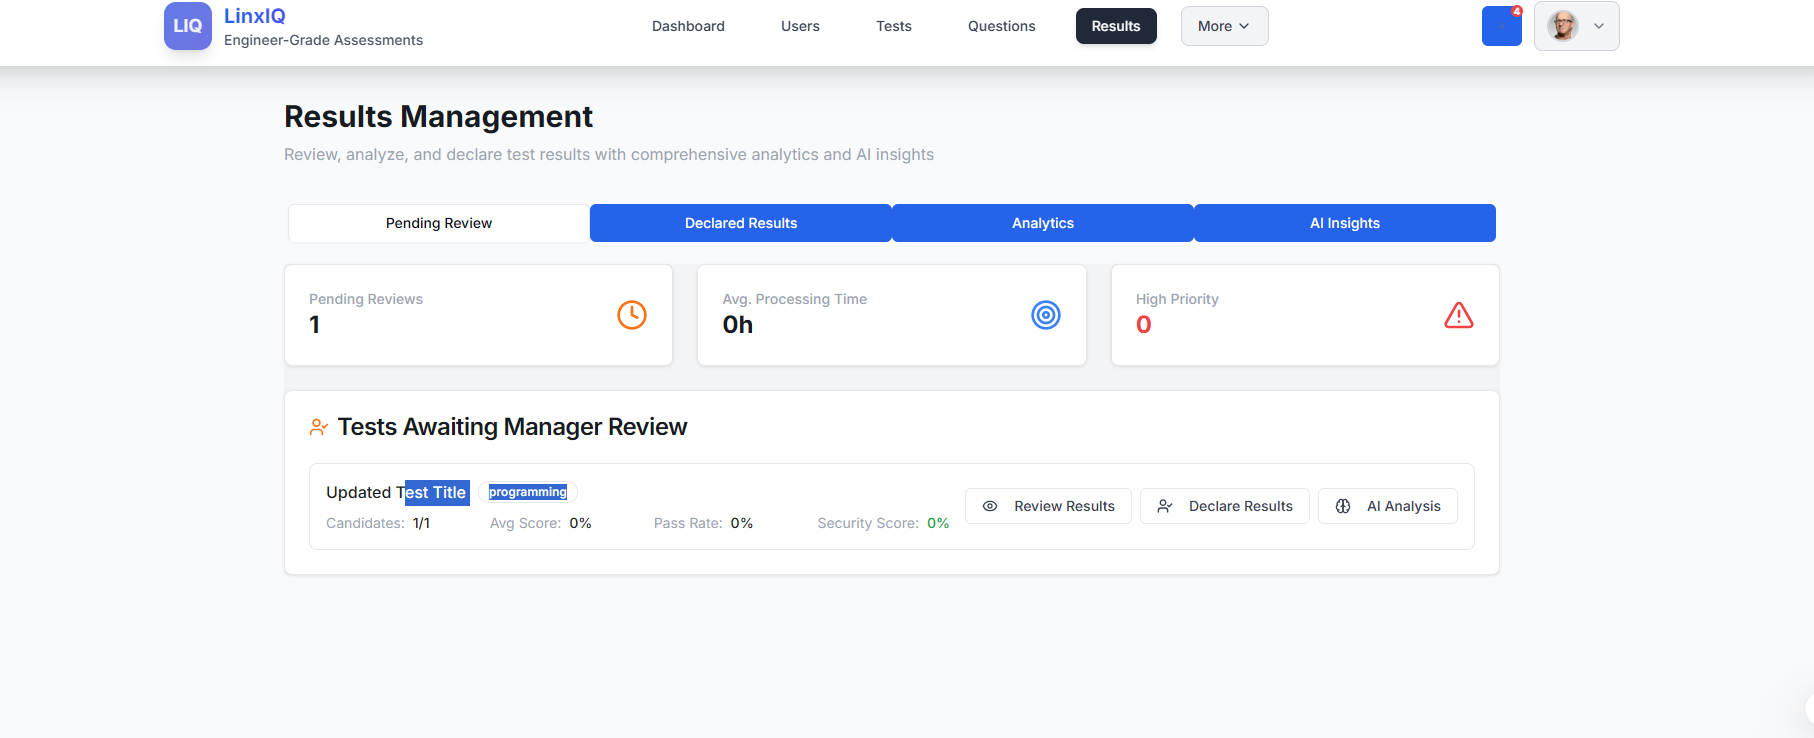 LIQ
LinxIQ
Engineer-Grade Assessments
Dashboard
Users
Tests
Questions
Results
More
4
Results Management
Review, analyze, and declare test results with comprehensive analytics and AI insights
Pending Review
Declared Results
Analytics
AI Insights
Pending Reviews
1
Avg. Processing Time
0h
High Priority
0
Tests Awaiting Manager Review
Updated Test Title programming
Candidates: 1/1 Avg Score: 0% Pass Rate: 0% Security Score: 0%
Review Results
Declare Results
AI Analysis